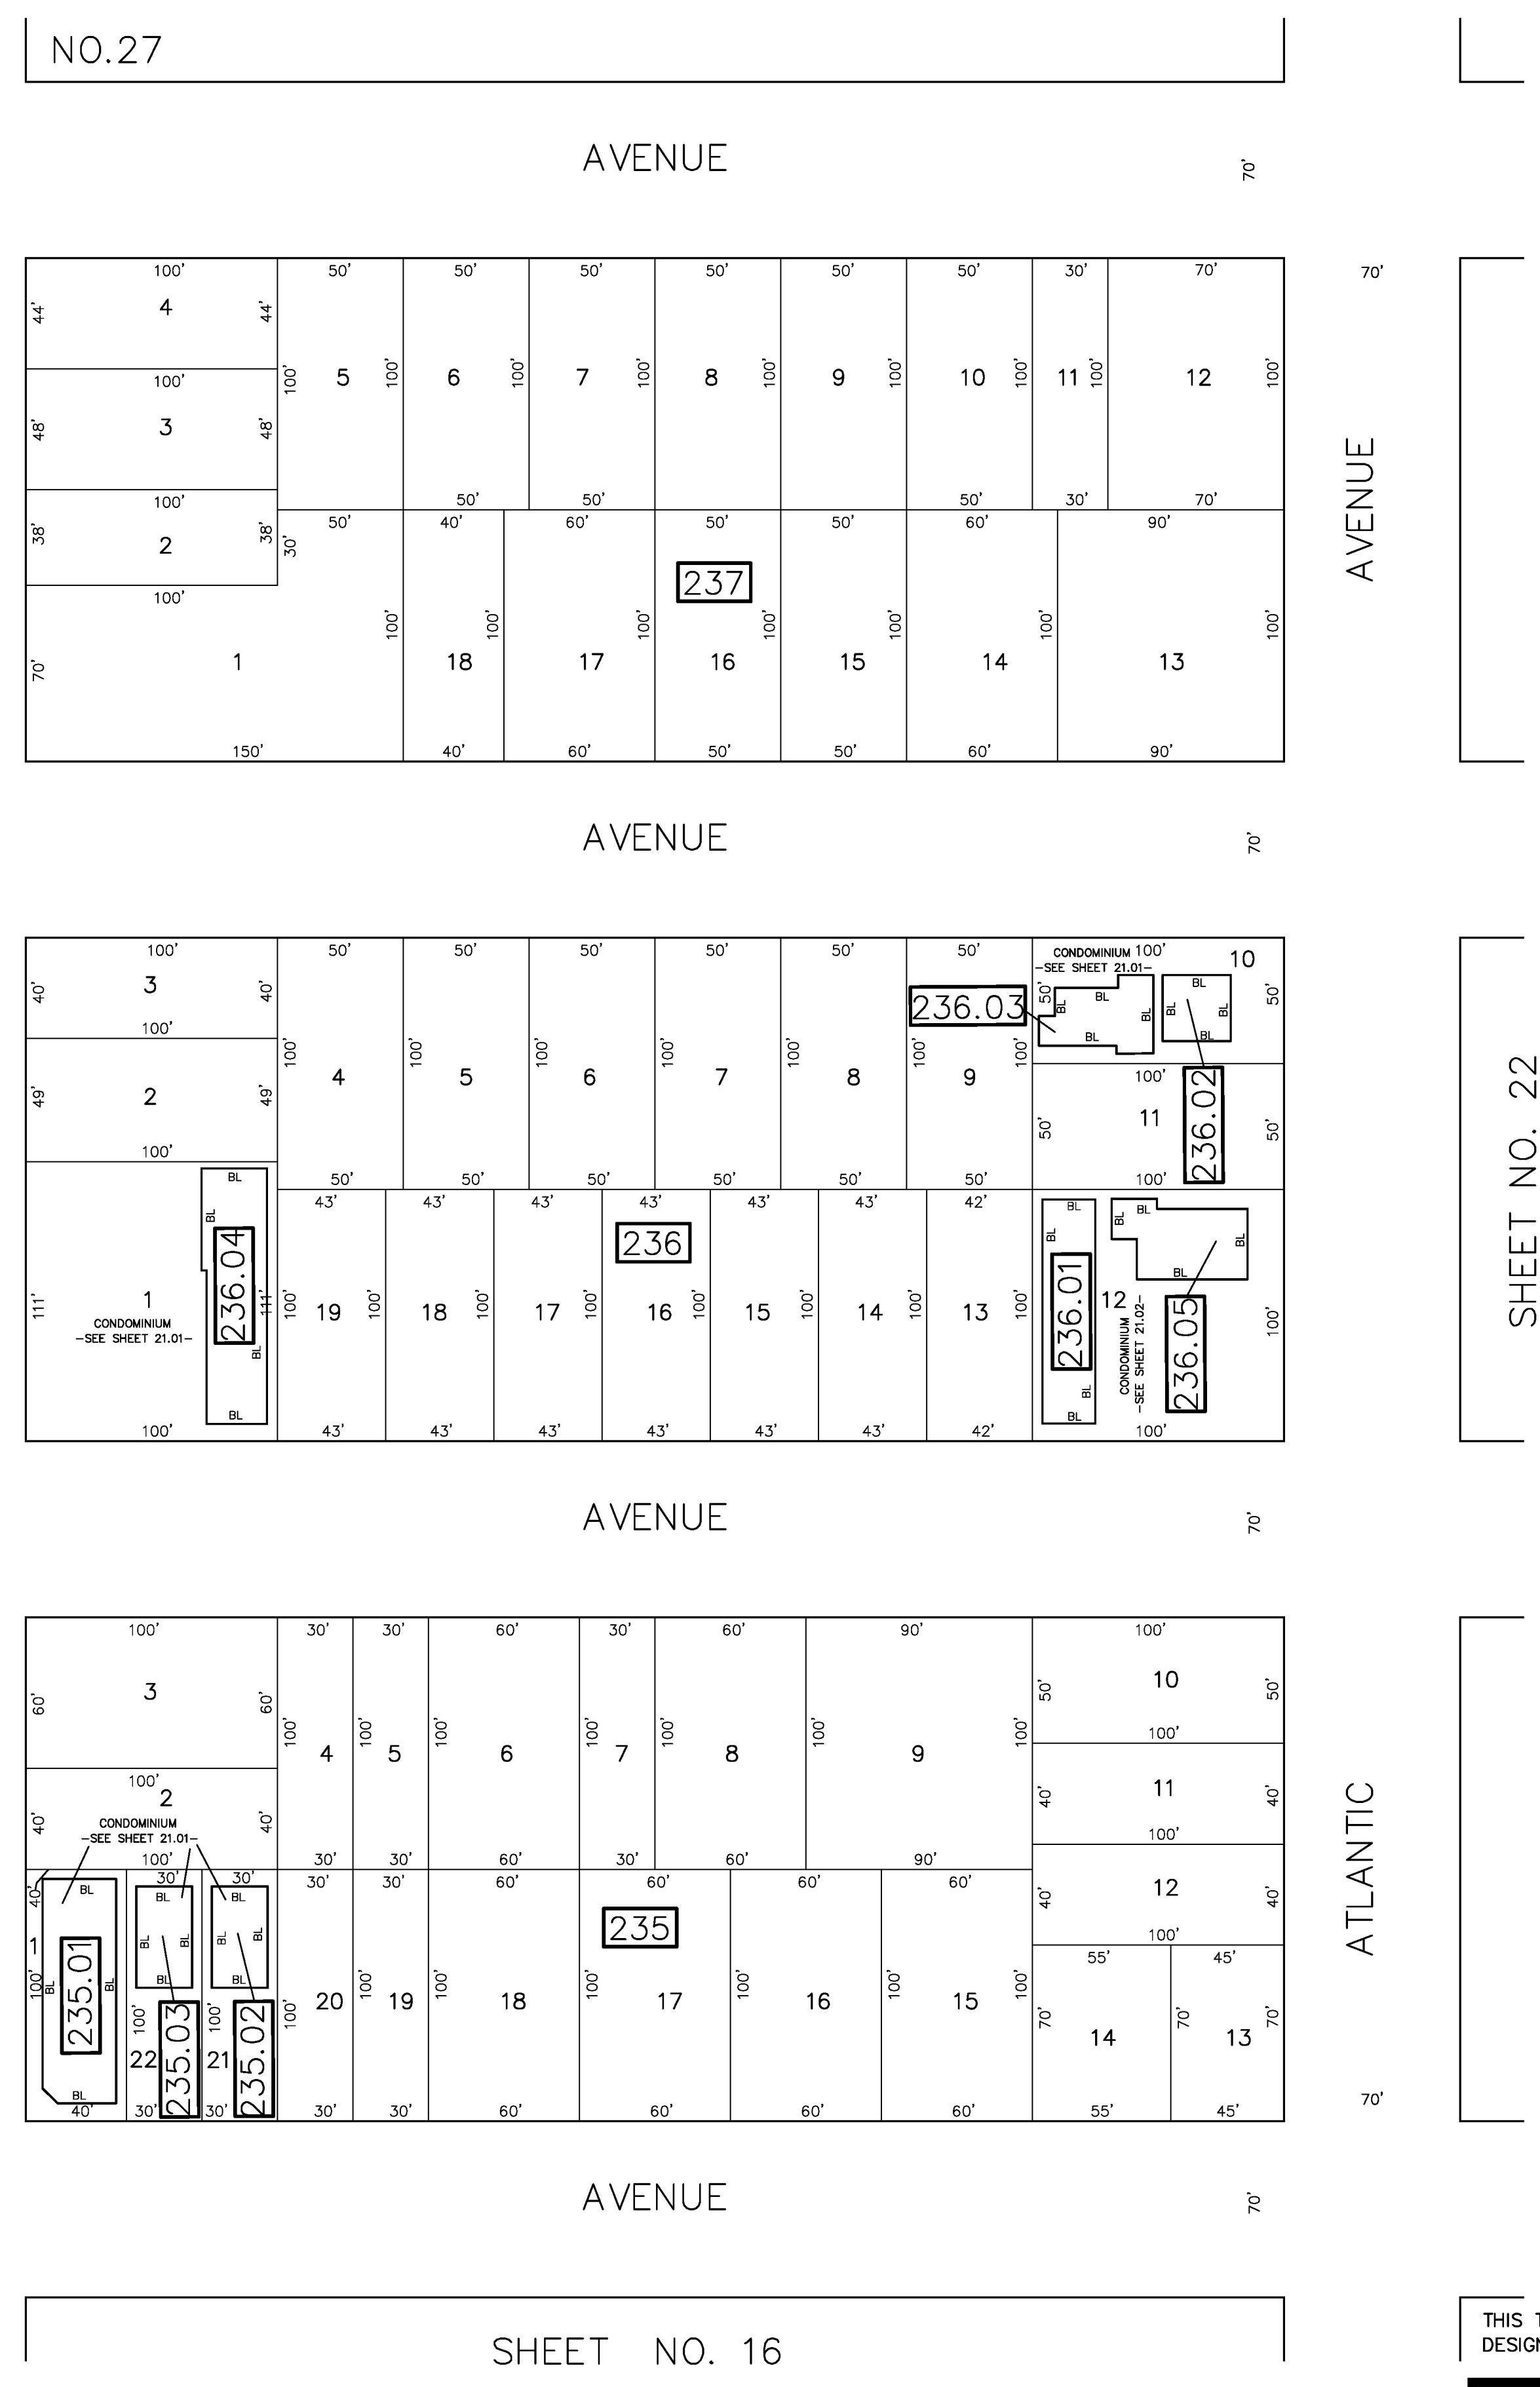 NO.27
AVENUE
70'
100' 50' 50' 50' 50' 50' 50' 30' 70'
70'
44' 4 44'
100'
100' 5 100' 6 100' 7 100' 8 100' 9 100' 10 100' 11 100' 12 100'
48' 3 48'
100' 50' 50' 50' 30' 70'
50' 40' 60' 50' 50' 60' 90'
38' 2 38' 30'
AVENUE
237
100'
100' 100' 100' 100' 100' 100' 100'
70' 1 18 17 16 15 14 13
150' 40' 60' 50' 50' 60' 90'
AVENUE
70'
100' 50' 50' 50' 50' 50' 50' CONDOMINIUM 100' 10
-SEE SHEET 21.01-
40' 3 40' 50' 50'
BL BL BL BL BL BL
236.03
100'
BL BL
100' 100' 100' 100' 100' 100' 100'
49' 2 49' 4 5 6 7 8 9 100'
50' 11 236.02 50'
100'
50' 50' 50' 50' 50' 50' 100'
BL
43' 43' 43' 43' 43' 43' 42' BL BL BL
BL BL BL
236
236.04 236.01
BL
111' 1 111' 100' 19 100' 18 100' 17 100' 16 100' 15 100' 14 100' 13 100' 12 100'
CONDOMINIUM
-SEE SHEET 21.01-
CONDOMINIUM
-SEE SHEET 21.02-
236.05
BL BL
BL BL
100' 43' 43' 43' 43' 43' 43' 42' 100'
SHEET NO. 22
AVENUE
70'
100' 30' 30' 60' 30' 60' 90' 100'
60' 3 60' 50' 10 50'
100' 100' 100' 100' 100' 100' 100' 100'
4 5 6 7 8 9
100'
2
40' 40' 40' 11 40'
CONDOMINIUM
-SEE SHEET 21.01-
100'
100' 30' 30' 60' 30' 60' 90'
30' 30' 30' 30' 60' 60' 60' 60'
40' BL BL BL 40' 12 40'
235
100'
1 BL BL BL BL
55' 45'
235.01
100' BL BL BL BL
100' 100' 100' 100' 100' 100' 100' 100'
20 19 18 17 16 15
70' 14 70' 13 70'
22 235.03 21 235.02
BL
40' 30' 30' 30' 30' 60' 60' 60' 60' 55' 45'
ATLANTIC
70'
AVENUE
70'
SHEET NO. 16